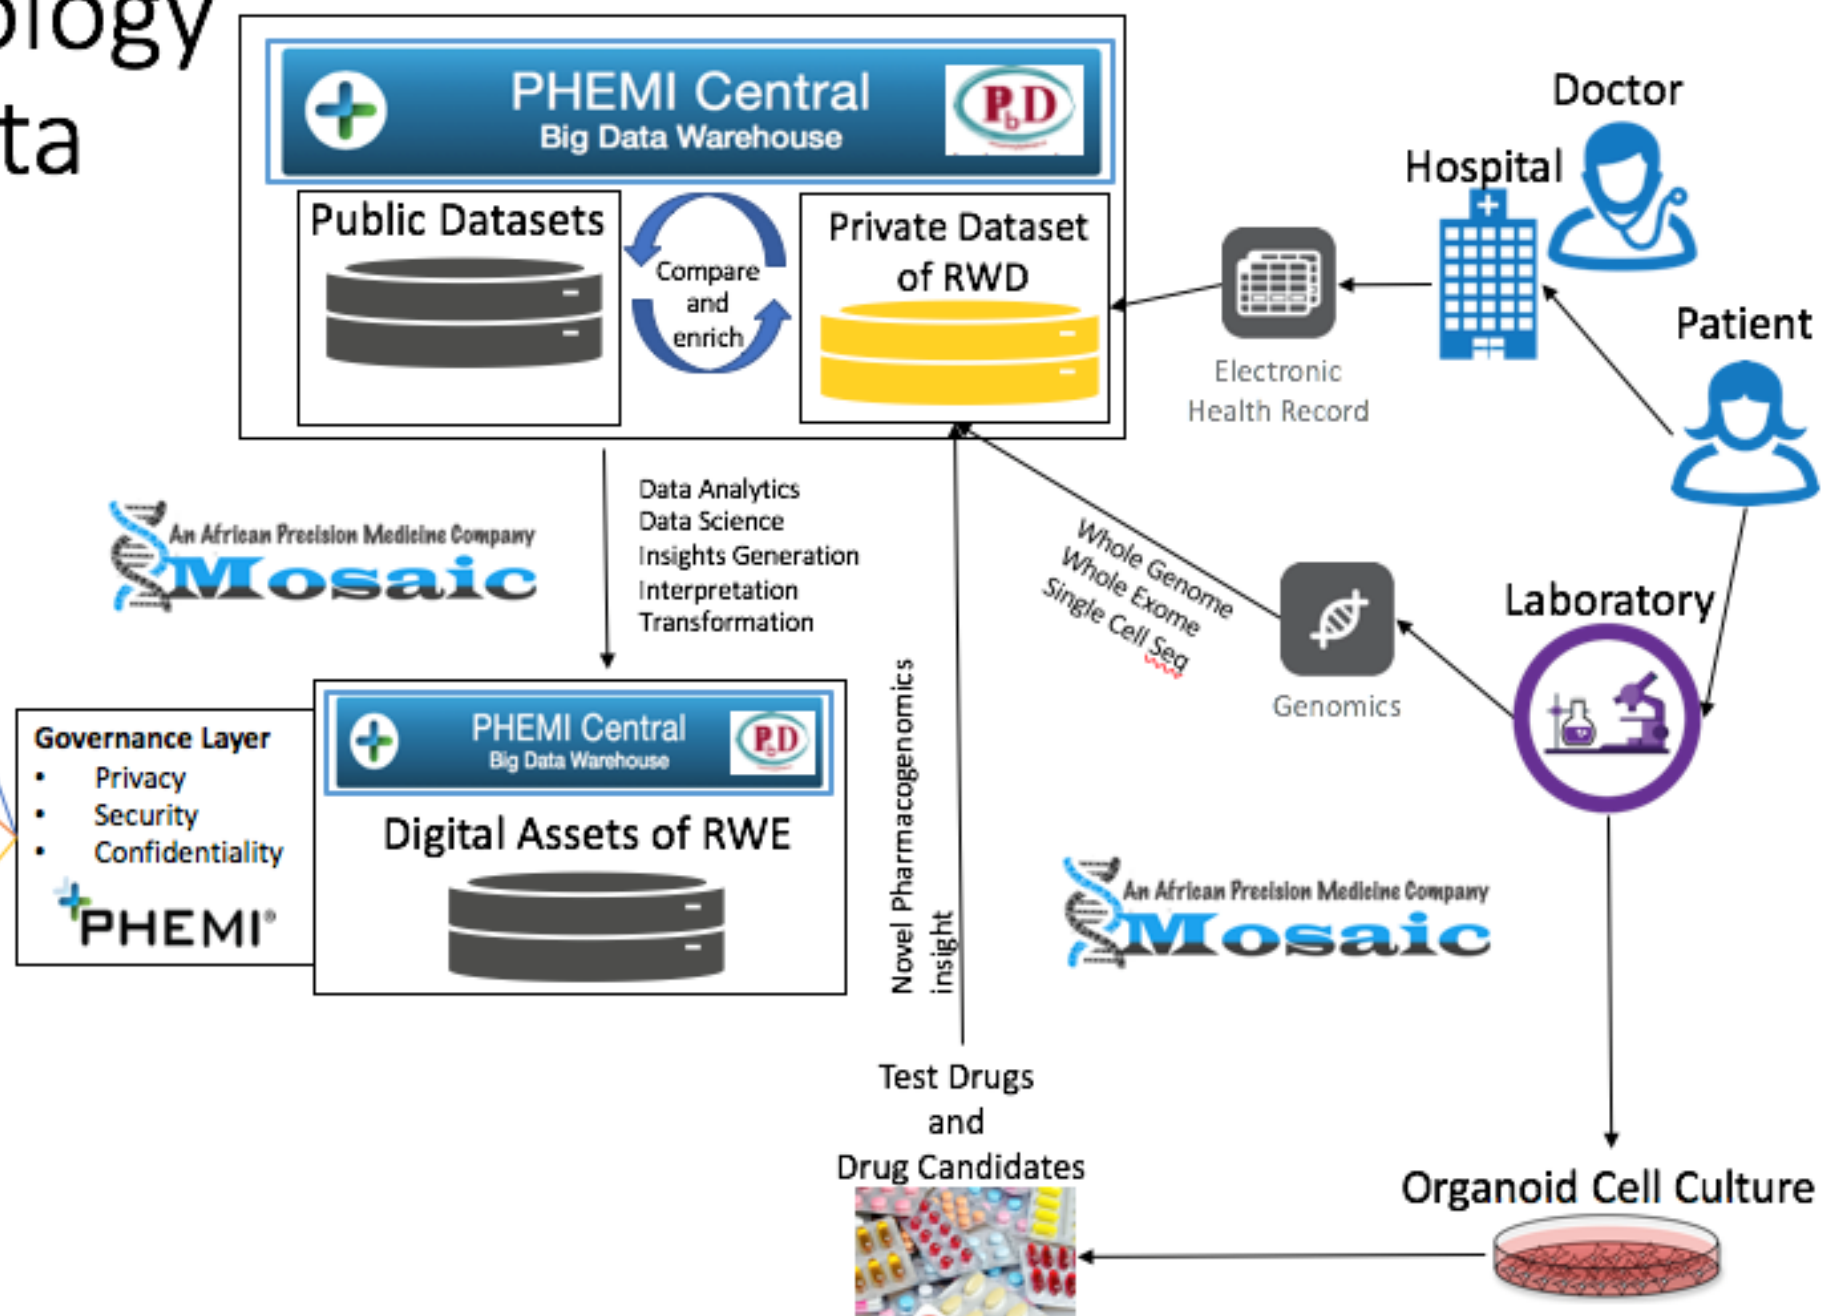 ology
ta
PHEMI Central
Big Data Warehouse
PbD
Public Datasets
Compare
and
enrich
Private Dataset
of RWD
Electronic
Health Record
Hospital
Doctor
Patient
An African Precision Medicine Company
Mosaic
Data Analytics
Data Science
Insights Generation
Interpretation
Transformation
Whole Genome
Whole Exome
Single Cell Seq
Genomics
Laboratory
Governance Layer
• Privacy
• Security
• Confidentiality
PHEMI®
PHEMI Central
Big Data Warehouse
PbD
Digital Assets of RWE
Novel Pharmacogenomics
insight
An African Precision Medicine Company
Mosaic
Test Drugs
and
Drug Candidates
Organoid Cell Culture